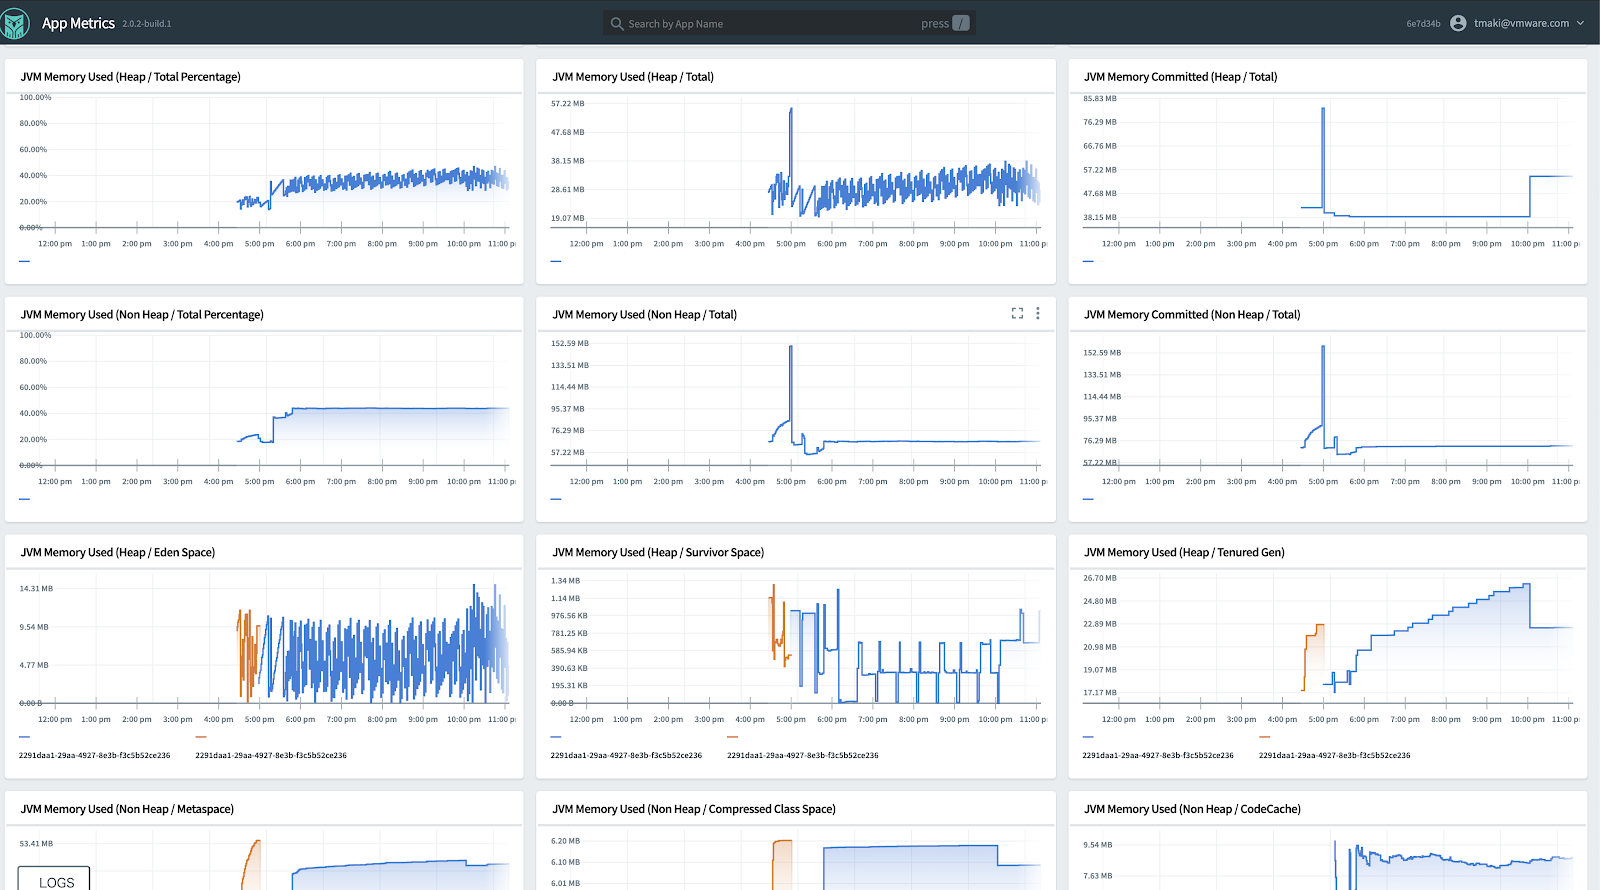 App Metrics 2.0.2-build.1 Search by App Name press / 6e7d34b tmaki@vmware.com
JVM Memory Used (Heap / Total Percentage)
100.00%
80.00%
60.00%
40.00%
20.00%
0.00%
12:00 pm 1:00 pm 2:00 pm 3:00 pm 4:00 pm 5:00 pm 6:00 pm 7:00 pm 8:00 pm 9:00 pm 10:00 pm 11:00 p
JVM Memory Used (Heap / Total)
57.22 MB
47.68 MB
38.15 MB
28.61 MB
19.07 MB
12:00 pm 1:00 pm 2:00 pm 3:00 pm 4:00 pm 5:00 pm 6:00 pm 7:00 pm 8:00 pm 9:00 pm 10:00 pm 11:00 p
JVM Memory Committed (Heap / Total)
85.83 MB
76.29 MB
66.76 MB
57.22 MB
47.68 MB
38.15 MB
12:00 pm 1:00 pm 2:00 pm 3:00 pm 4:00 pm 5:00 pm 6:00 pm 7:00 pm 8:00 pm 9:00 pm 10:00 pm 11:00 p
JVM Memory Used (Non Heap / Total Percentage)
100.00%
80.00%
60.00%
40.00%
20.00%
0.00%
12:00 pm 1:00 pm 2:00 pm 3:00 pm 4:00 pm 5:00 pm 6:00 pm 7:00 pm 8:00 pm 9:00 pm 10:00 pm 11:00 p
JVM Memory Used (Non Heap / Total)
152.59 MB
133.51 MB
114.44 MB
95.37 MB
76.29 MB
57.22 MB
12:00 pm 1:00 pm 2:00 pm 3:00 pm 4:00 pm 5:00 pm 6:00 pm 7:00 pm 8:00 pm 9:00 pm 10:00 pm 11:00 p
JVM Memory Committed (Non Heap / Total)
152.59 MB
133.51 MB
114.44 MB
95.37 MB
76.29 MB
57.22 MB
12:00 pm 1:00 pm 2:00 pm 3:00 pm 4:00 pm 5:00 pm 6:00 pm 7:00 pm 8:00 pm 9:00 pm 10:00 pm 11:00 p
JVM Memory Used (Heap / Eden Space)
14.31 MB
9.54 MB
4.77 MB
0.00 B
12:00 pm 1:00 pm 2:00 pm 3:00 pm 4:00 pm 5:00 pm 6:00 pm 7:00 pm 8:00 pm 9:00 pm 10:00 pm 11:00 p
2291daa1-29aa-4927-8e3b-f3c5b52ce236 2291daa1-29aa-4927-8e3b-f3c5b52ce236
JVM Memory Used (Heap / Survivor Space)
1.34 MB
1.14 MB
976.56 KB
781.25 KB
585.94 KB
390.63 KB
195.31 KB
0.00 B
12:00 pm 1:00 pm 2:00 pm 3:00 pm 4:00 pm 5:00 pm 6:00 pm 7:00 pm 8:00 pm 9:00 pm 10:00 pm 11:00 p
2291daa1-29aa-4927-8e3b-f3c5b52ce236 2291daa1-29aa-4927-8e3b-f3c5b52ce236
JVM Memory Used (Heap / Tenured Gen)
26.70 MB
24.80 MB
22.89 MB
20.98 MB
19.07 MB
17.17 MB
12:00 pm 1:00 pm 2:00 pm 3:00 pm 4:00 pm 5:00 pm 6:00 pm 7:00 pm 8:00 pm 9:00 pm 10:00 pm 11:00 p
2291daa1-29aa-4927-8e3b-f3c5b52ce236 2291daa1-29aa-4927-8e3b-f3c5b52ce236
JVM Memory Used (Non Heap / Metaspace)
53.41 MB
LOGS
JVM Memory Used (Non Heap / Compressed Class Space)
6.20 MB
6.10 MB
6.01 MB
JVM Memory Used (Non Heap / CodeCache)
9.54 MB
7.63 MB